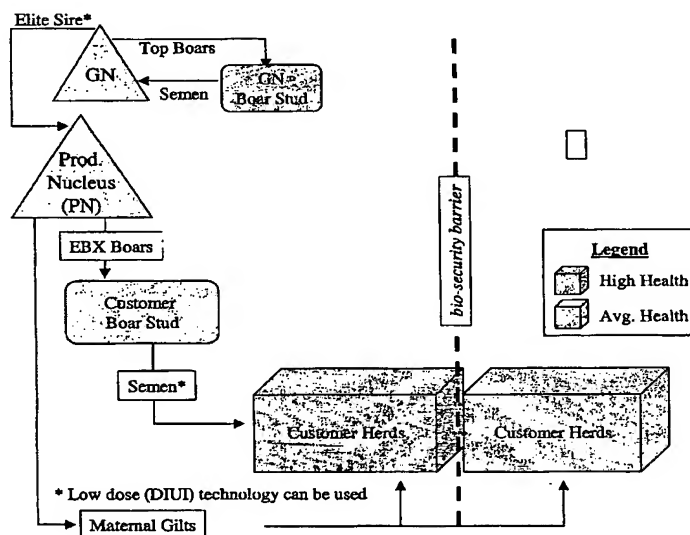 Elite Sire*
Top Boars
GN
Semen
GN
Boar Stud
Prod.
Nucleus
(PN)
EBX Boars
Customer
Boar Stud
Semen*
bio-security barrier
Legend
High Health
Avg. Health
Customer Herds
Customer Herds
* Low dose (DIUI) technology can be used
Maternal Gilts